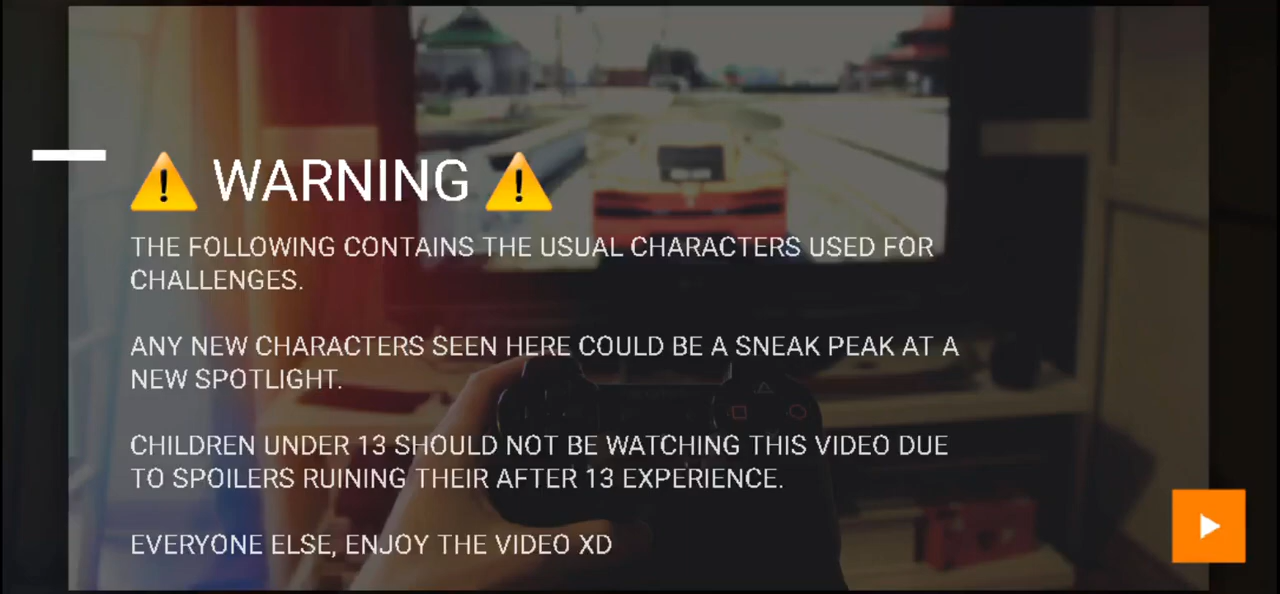 ⚠️ WARNING ⚠️
THE FOLLOWING CONTAINS THE USUAL CHARACTERS USED FOR
CHALLENGES.
ANY NEW CHARACTERS SEEN HERE COULD BE A SNEAK PEAK AT A
NEW SPOTLIGHT.
CHILDREN UNDER 13 SHOULD NOT BE WATCHING THIS VIDEO DUE
TO SPOILERS RUINING THEIR AFTER 13 EXPERIENCE.
EVERYONE ELSE, ENJOY THE VIDEO XD